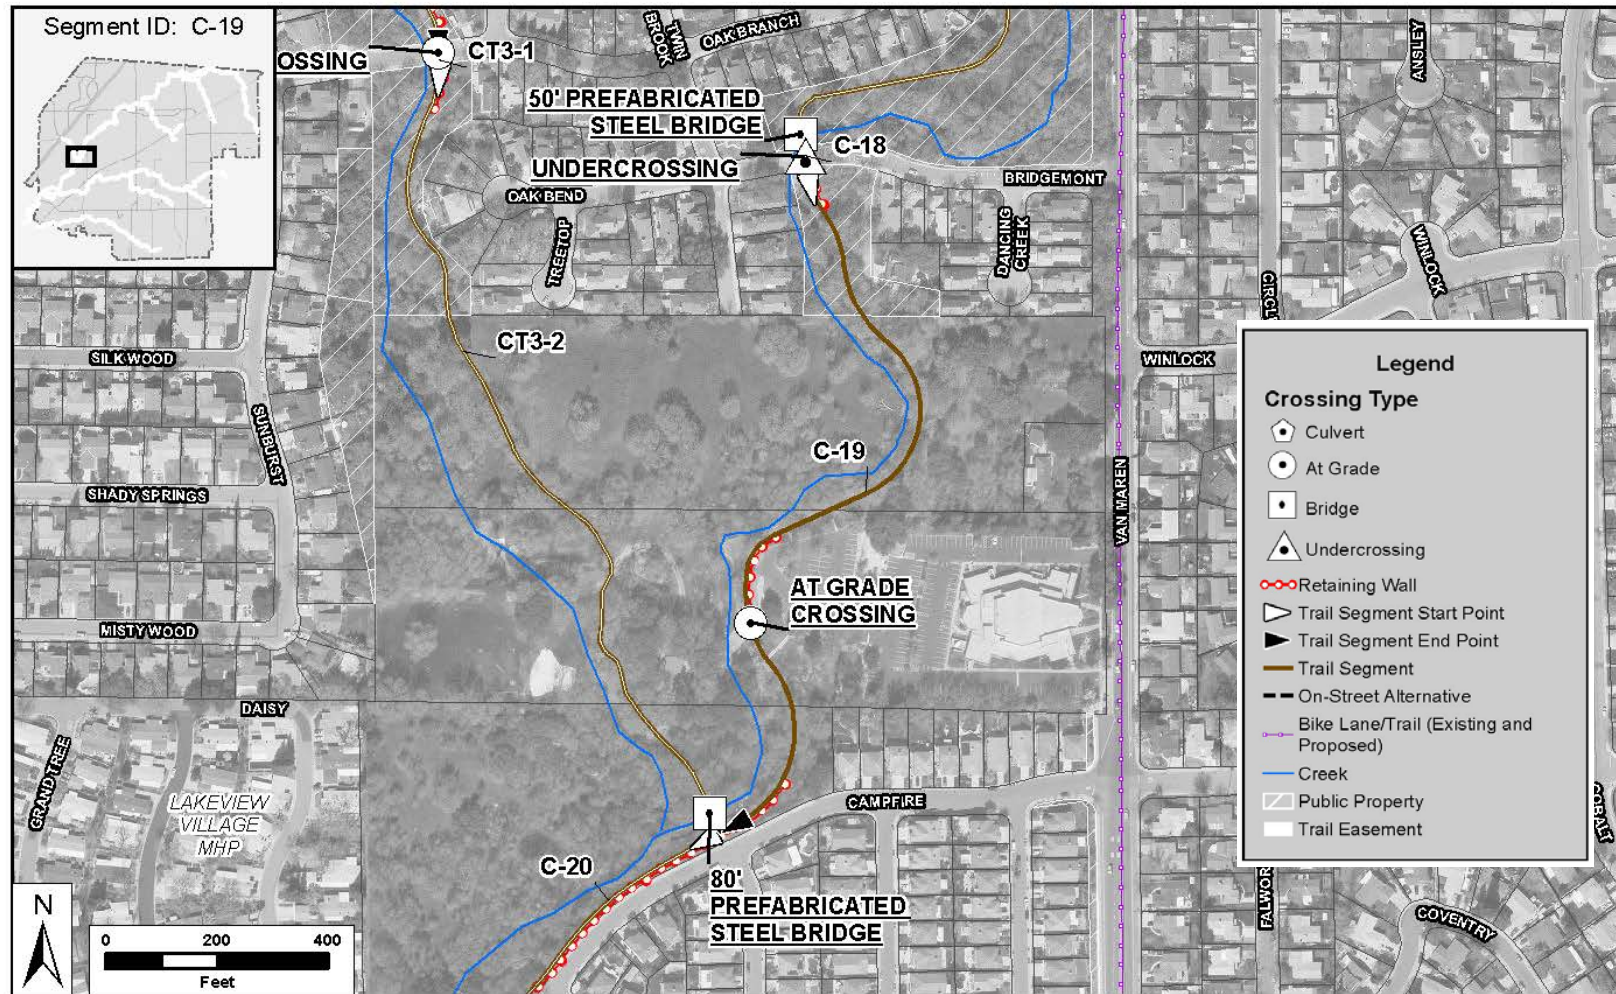 Segment ID: C-19
OSSING
CT3-1
TWIN
BROOK
OAK BRANCH
50' PREFABRICATED
STEEL BRIDGE
C-18
UNDERCROSSING
BRIDGEMONT
OAK BEND
TREETOP
DANCING
CREEK
ANSLEY
WINLOCK
CIRCL
WINLOCK
SILK WOOD
CT3-2
SUNBURST
C-19
SHADY SPRINGS
VAN MAREN
AT GRADE
CROSSING
MISTY WOOD
DAISY
GRAND TREE
LAKEVIEW
VILLAGE
MHP
CAMPFIRE
C-20
80'
PREFABRICATED
STEEL BRIDGE
FALWOR
COVENTRY
Legend
Crossing Type
Culvert
At Grade
Bridge
Undercrossing
Retaining Wall
Trail Segment Start Point
Trail Segment End Point
Trail Segment
On-Street Alternative
Bike Lane/Trail (Existing and
Proposed)
Creek
Public Property
Trail Easement
N
0 200 400
Feet